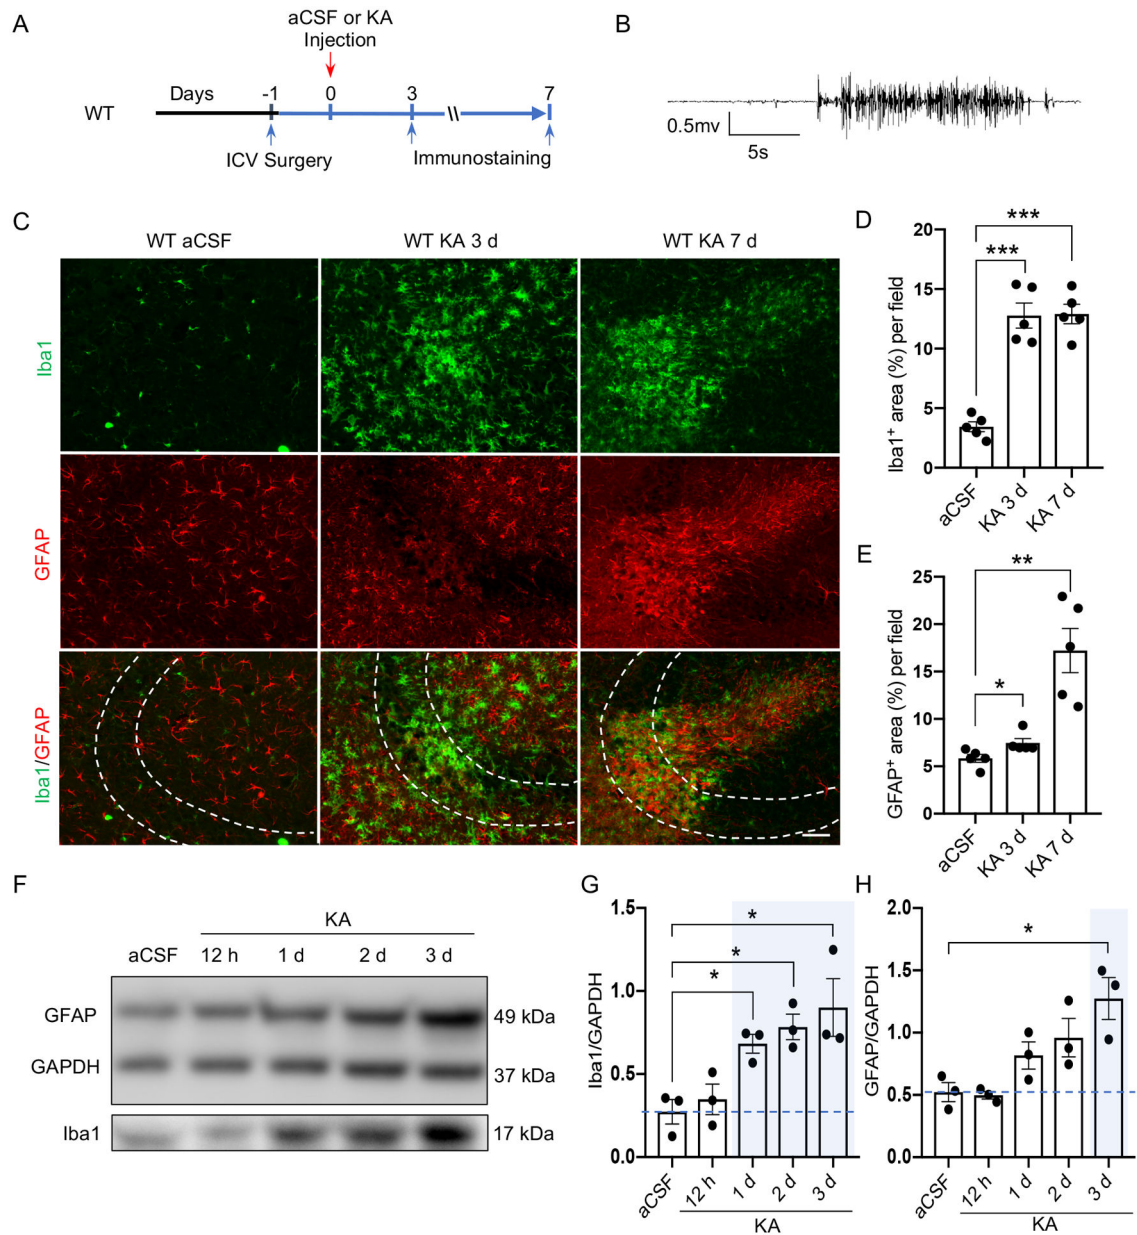 A
aCSF or KA
Injection
Days
-1
0
3
7
WT
ICV Surgery
Immunostaining
B
0.5mv
5s
C
WT aCSF
WT KA 3 d
WT KA 7 d
Iba1
GFAP
Iba1/GFAP
D
Iba1⁺ area (%) per field
20
15
10
5
0
***
***
aCSF
KA 3 d
KA 7 d
E
GFAP⁺ area (%) per field
25
20
15
10
5
0
**
*
aCSF
KA 3 d
KA 7 d
F
KA
aCSF
12 h
1 d
2 d
3 d
GFAP
49 kDa
GAPDH
37 kDa
Iba1
17 kDa
G
Iba1/GAPDH
1.5
1.0
0.5
0.0
*
*
*
aCSF
12 h
1 d
2 d
3 d
KA
H
GFAP/GAPDH
2.0
1.5
1.0
0.5
0.0
*
aCSF
12 h
1 d
2 d
3 d
KA